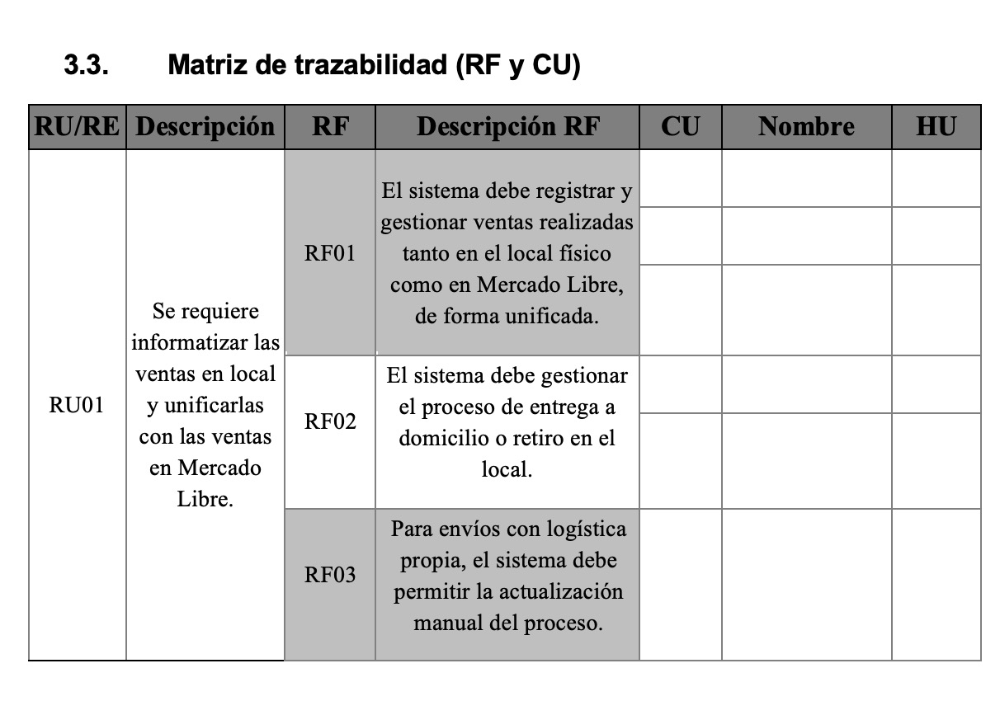 3.3. Matriz de trazabilidad (RF y CU)
RU/RE Descripción RF Descripción RF CU Nombre HU
RU01
Se requiere
informatizar las
ventas en local
y unificarlas
con las ventas
en Mercado
Libre.
RF01
El sistema debe registrar y
gestionar ventas realizadas
tanto en el local físico
como en Mercado Libre,
de forma unificada.
RF02
El sistema debe gestionar
el proceso de entrega a
domicilio o retiro en el
local.
RF03
Para envíos con logística
propia, el sistema debe
permitir la actualización
manual del proceso.